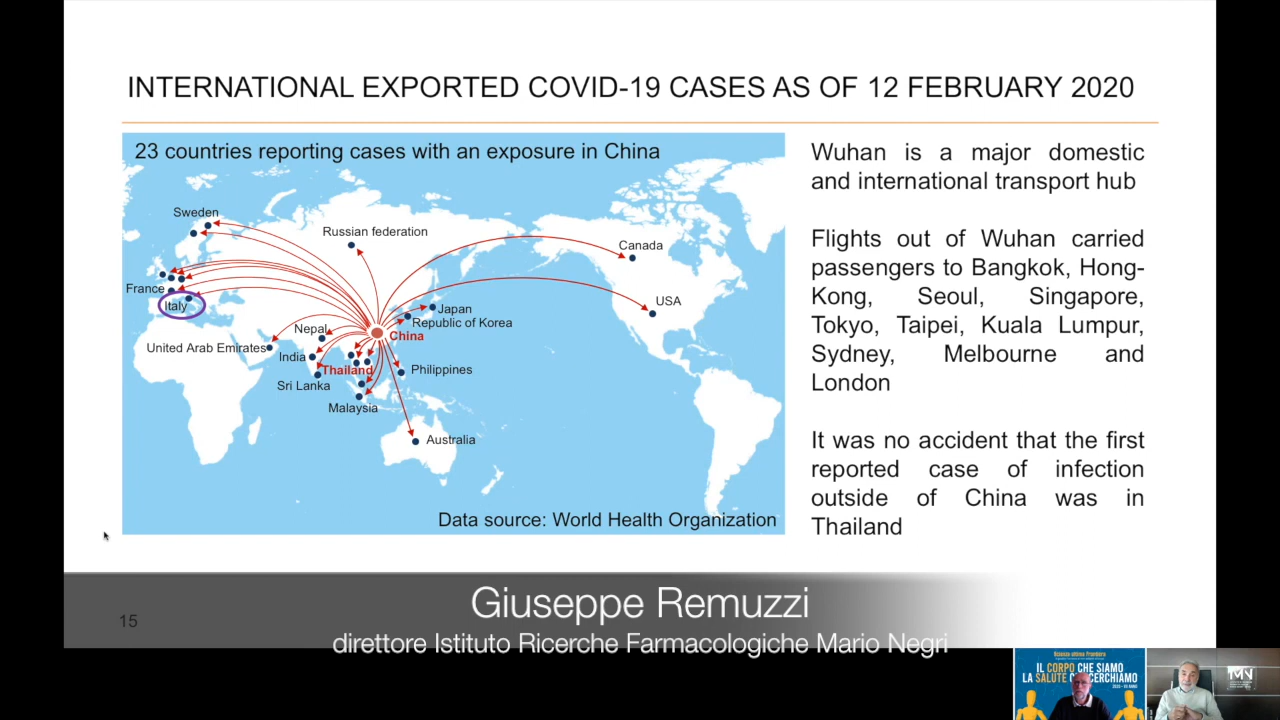 INTERNATIONAL EXPORTED COVID-19 CASES AS OF 12 FEBRUARY 2020
23 countries reporting cases with an exposure in China
Sweden
Russian federation
Canada
France
Italy
USA
Japan
Republic of Korea
Nepal
China
United Arab Emirates
India
Thailand
Sri Lanka
Philippines
Malaysia
Australia
Data source: World Health Organization
Wuhan is a major domestic
and international transport hub
Flights out of Wuhan carried
passengers to Bangkok, Hong-
Kong, Seoul, Singapore,
Tokyo, Taipei, Kuala Lumpur,
Sydney, Melbourne and
London
It was no accident that the first
reported case of infection
outside of China was in
Thailand
Giuseppe Remuzzi
15
direttore Istituto Ricerche Farmacologiche Mario Negri
IL CORPO CHE SIAMO
LA SALUTE C